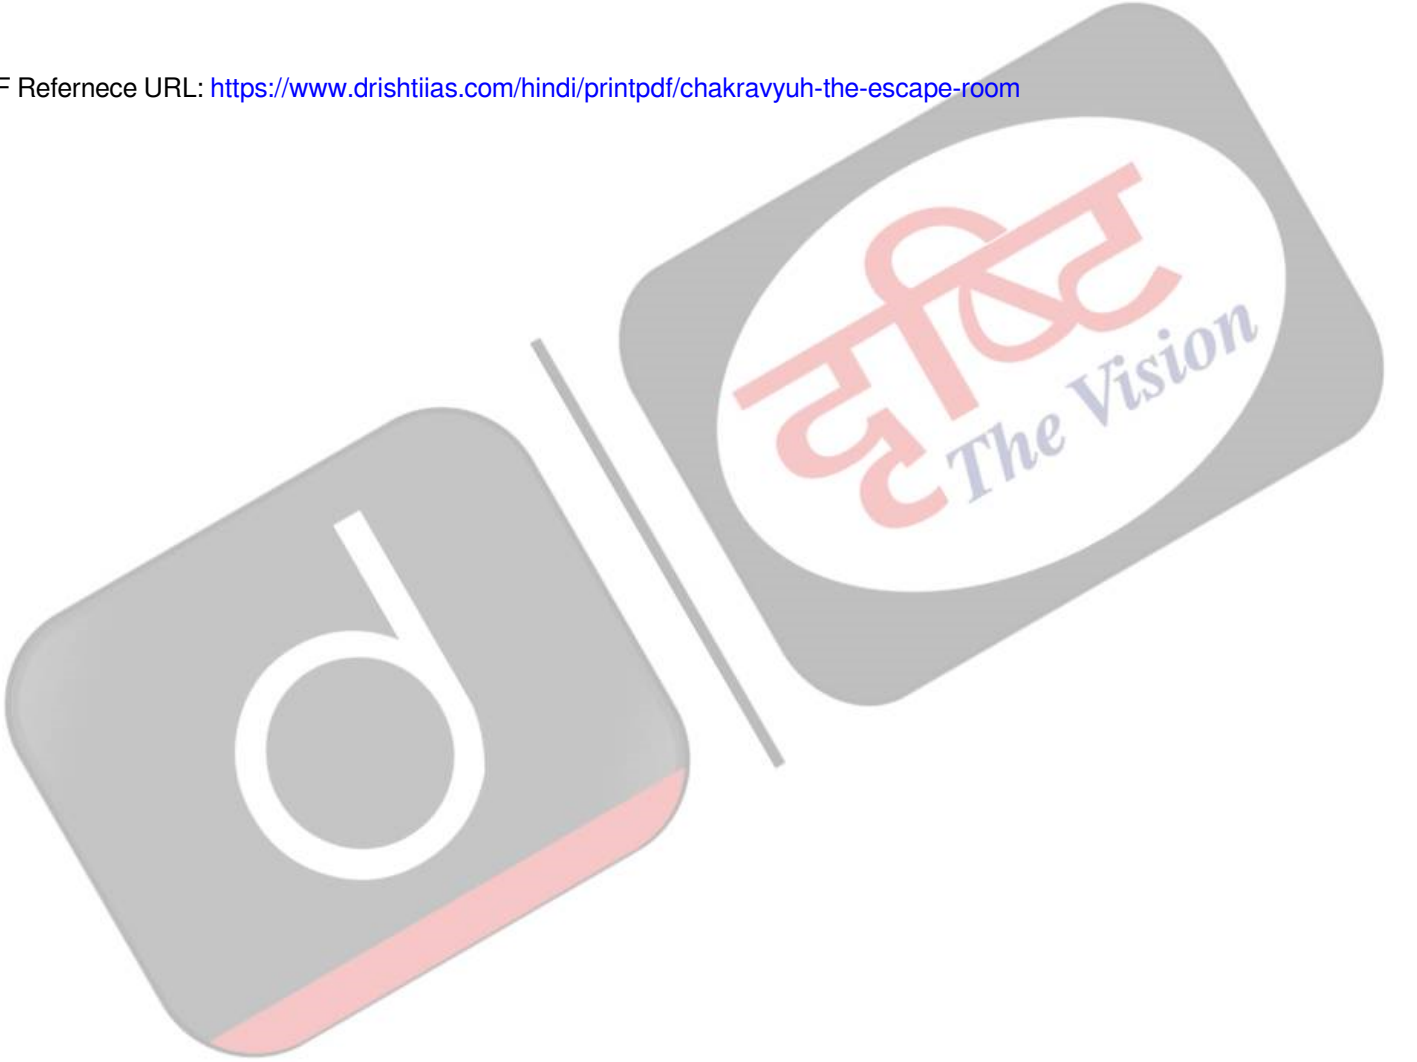 F Refernece URL: https://www.drishtiias.com/hindi/printpdf/chakravyuh-the-escape-room
दृष्टि
The Vision
d